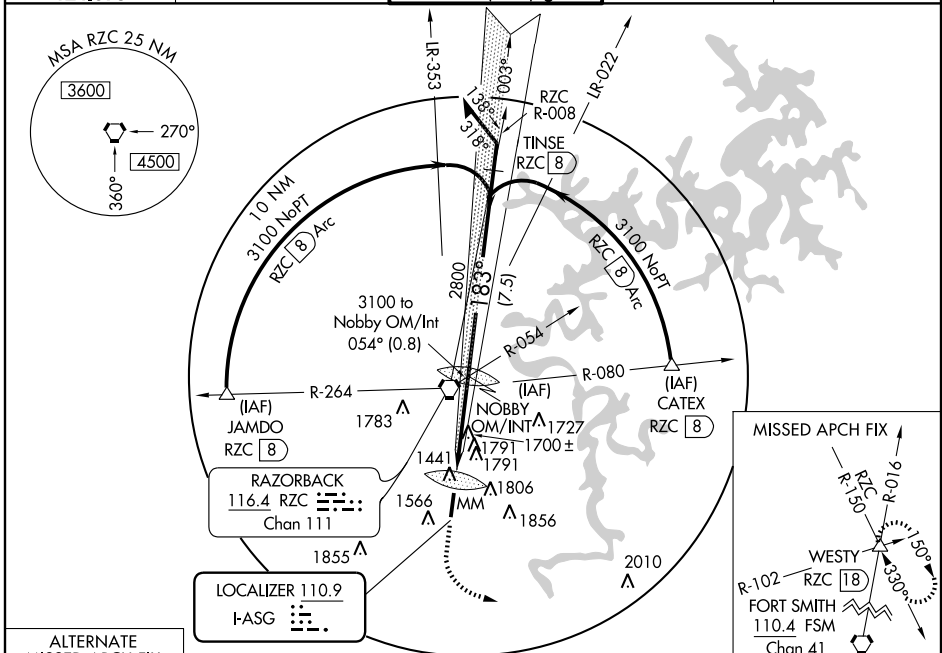 MSA RZC 25 NM
3600
270°
4500
360°
LR-353
003°
LR-022
138°
318°
RZC
R-008
TINSE
RZC 8
10 NM
3100 NoPT
RZC 8 Arc
3100 NoPT
RZC 8 Arc
2800
183°
(7.5)
3100 to
Nobby OM/Int
054° (0.8)
R-054
R-264
R-080
(IAF)
JAMDO
RZC 8
(IAF)
NOBBY
OM/INT
(IAF)
CATEX
RZC 8
1783
1727
1791
1700 ±
1791
1441
1806
MM
1566
1856
1855
2010
RAZORBACK
116.4 RZC
Chan 111
LOCALIZER 110.9
I-ASG
MISSED APCH FIX
RZC
R-150
R-016
150°
WESTY
RZC 18
R-102
330°
FORT SMITH
110.4 FSM
Chan 41
ALTERNATE